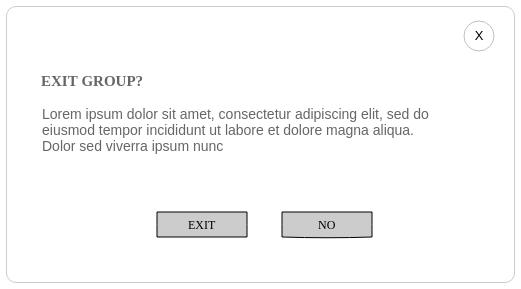 X
EXIT GROUP?
Lorem ipsum dolor sit amet, consectetur adipiscing elit, sed do
eiusmod tempor incididunt ut labore et dolore magna aliqua.
Dolor sed viverra ipsum nunc
EXIT
NO